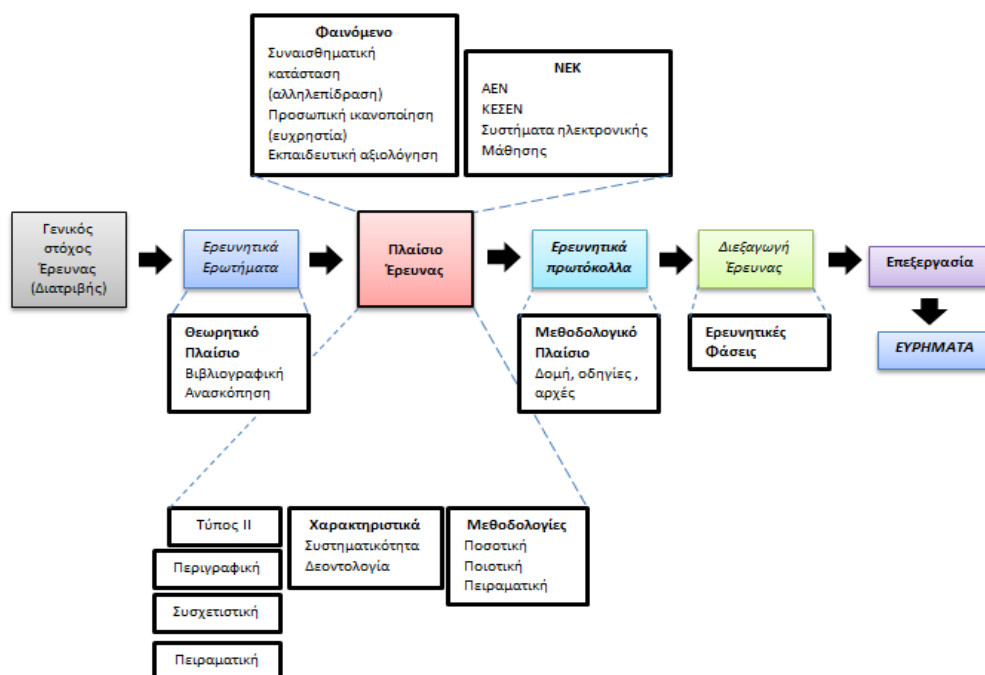 Φαινόμενο
Συναισθηματική
κατάσταση
(αλληλεπίδραση)
Προσωπική ικανοποίηση
(ευχρηστία)
Εκπαιδευτική αξιολόγηση
ΝΕΚ
ΑΕΝ
ΚΕΣΕΝ
Συστήματα ηλεκτρονικής
Μάθησης
Γενικός
στόχος
Έρευνας
(Διατριβής)
Ερευνητικά
Ερωτήματα
Πλαίσιο
Έρευνας
Ερευνητικά
πρωτόκολλα
Διεξαγωγή
Έρευνας
Επεξεργασία
ΕΥΡΗΜΑΤΑ
Θεωρητικό
Πλαίσιο
Βιβλιογραφική
Ανασκόπηση
Μεθοδολογικό
Πλαίσιο
Δομή, οδηγίες ,
αρχές
Ερευνητικές
Φάσεις
Τύπος ΙΙ
Περιγραφική
Συσχετιστική
Πειραματική
Χαρακτηριστικά
Συστηματικότητα
Δεοντολογία
Μεθοδολογίες
Ποσοτική
Ποιοτική
Πειραματική